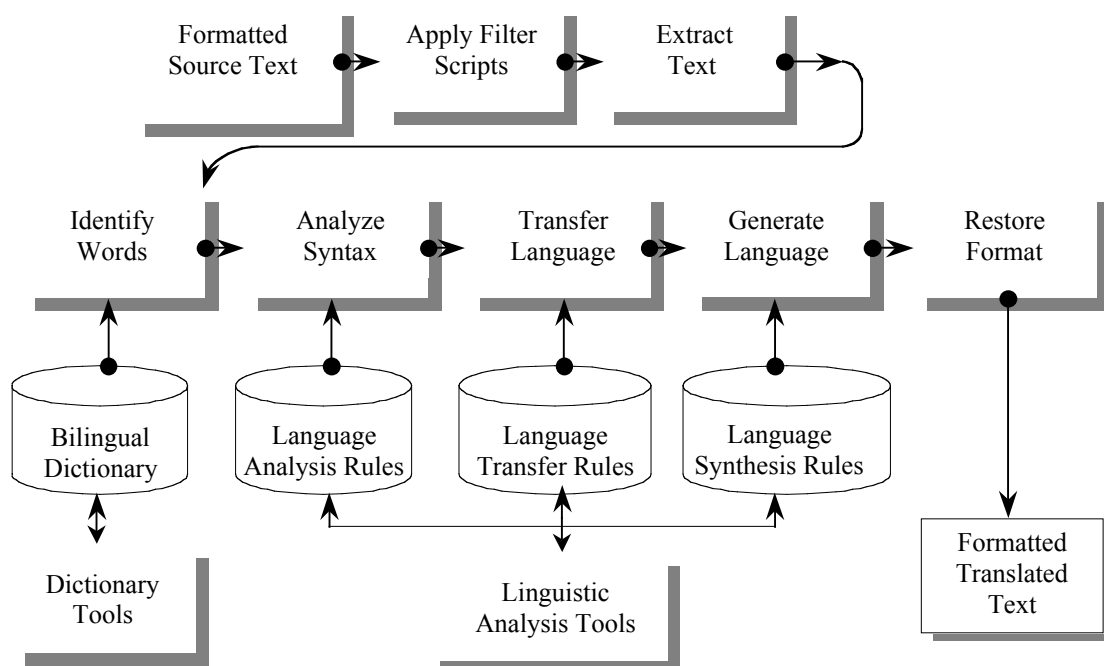 Formatted
Source Text
Apply Filter
Scripts
Extract
Text
Identify
Words
Analyze
Syntax
Transfer
Language
Generate
Language
Restore
Format
Bilingual
Dictionary
Language
Analysis Rules
Language
Transfer Rules
Language
Synthesis Rules
Dictionary
Tools
Linguistic
Analysis Tools
Formatted
Translated
Text